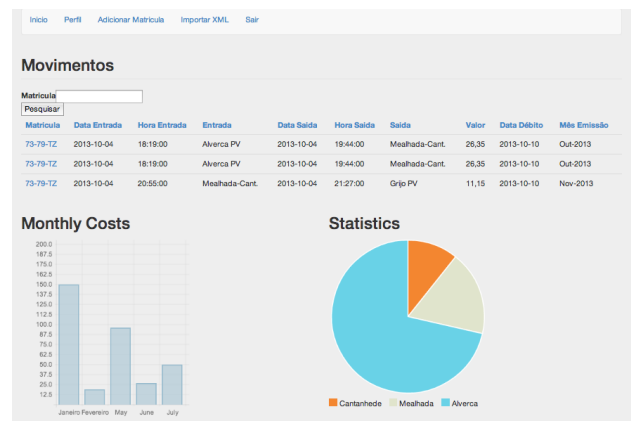 Início Perfil Adicionar Matricula Importar XML Sair
Movimentos
Matricula
Pesquisar
Matricula Data Entrada Hora Entrada Entrada Data Saida Hora Saida Saida Valor Data Débito Mês Emissão
73-79-TZ 2013-10-04 18:19:00 Alverca PV 2013-10-04 19:44:00 Mealhada-Cant. 26,35 2013-10-10 Out-2013
73-79-TZ 2013-10-04 18:19:00 Alverca PV 2013-10-04 19:44:00 Mealhada-Cant. 26,35 2013-10-10 Out-2013
73-79-TZ 2013-10-04 20:55:00 Mealhada-Cant. 2013-10-04 21:27:00 Grijo PV 11,15 2013-10-10 Nov-2013
Monthly Costs
200.0
187.5
175.0
162.5
150.0
137.5
125.0
112.5
100.0
87.5
75.0
62.5
50.0
37.5
25.0
12.5
Janeiro Fevereiro May June July
Statistics
Cantanhede Mealhada Alverca